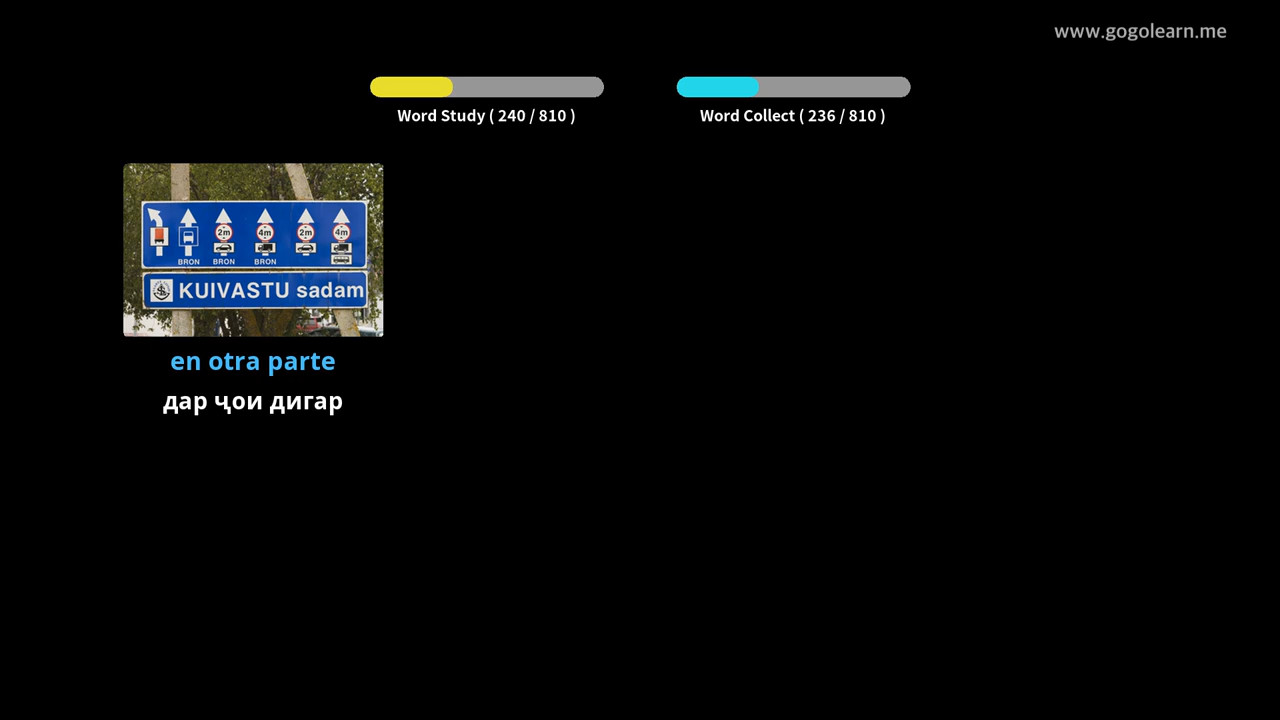 www.gogolearn.me
Word Study ( 240 / 810 )
Word Collect ( 236 / 810 )
2m 4m 2m 4m
BRON BRON BRON
KUIVASTU sadam
en otra parte
дар ҷои дигар